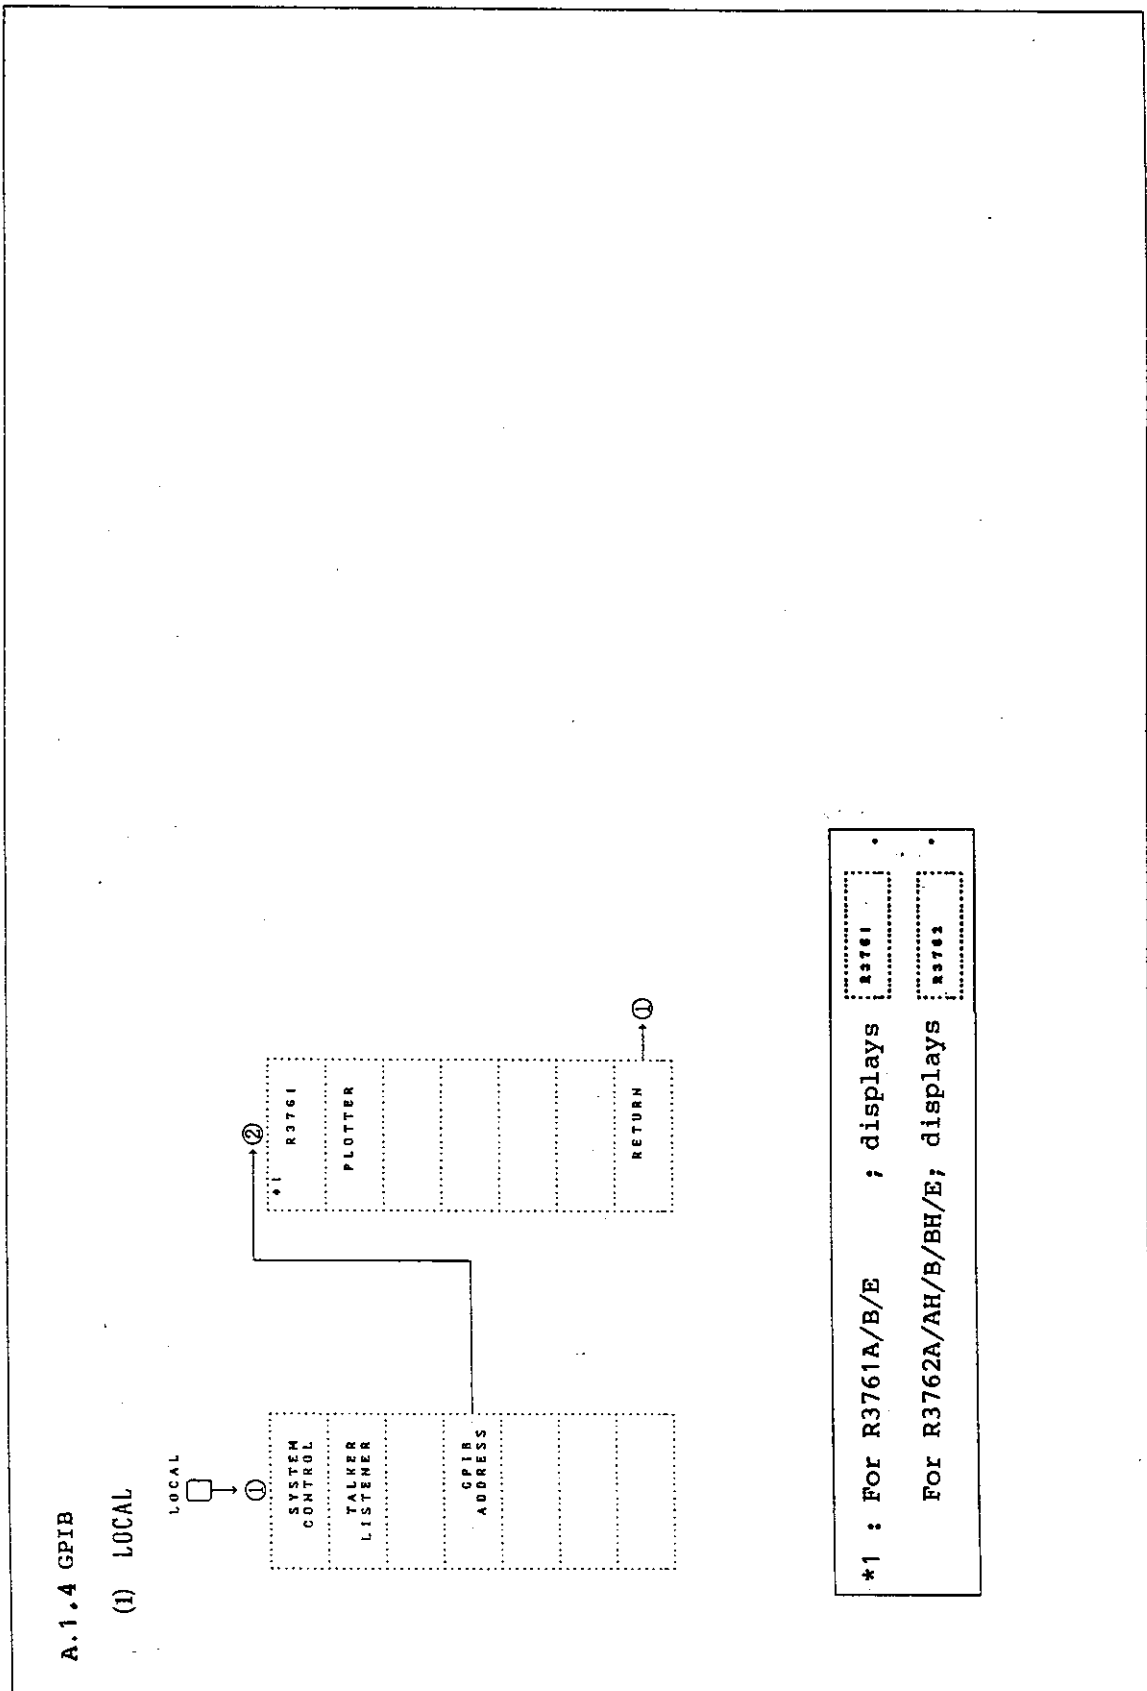 A.1.4 GPIB
(1) LOCAL
LOCAL
①
SYSTEM
CONTROL
TALKER
LISTENER
GPIB
ADDRESS
②
*1 R3761
PLOTTER
RETURN
①
*1 : For R3761A/B/E ; displays R3761 .
For R3762A/AH/B/BH/E; displays R3762 .